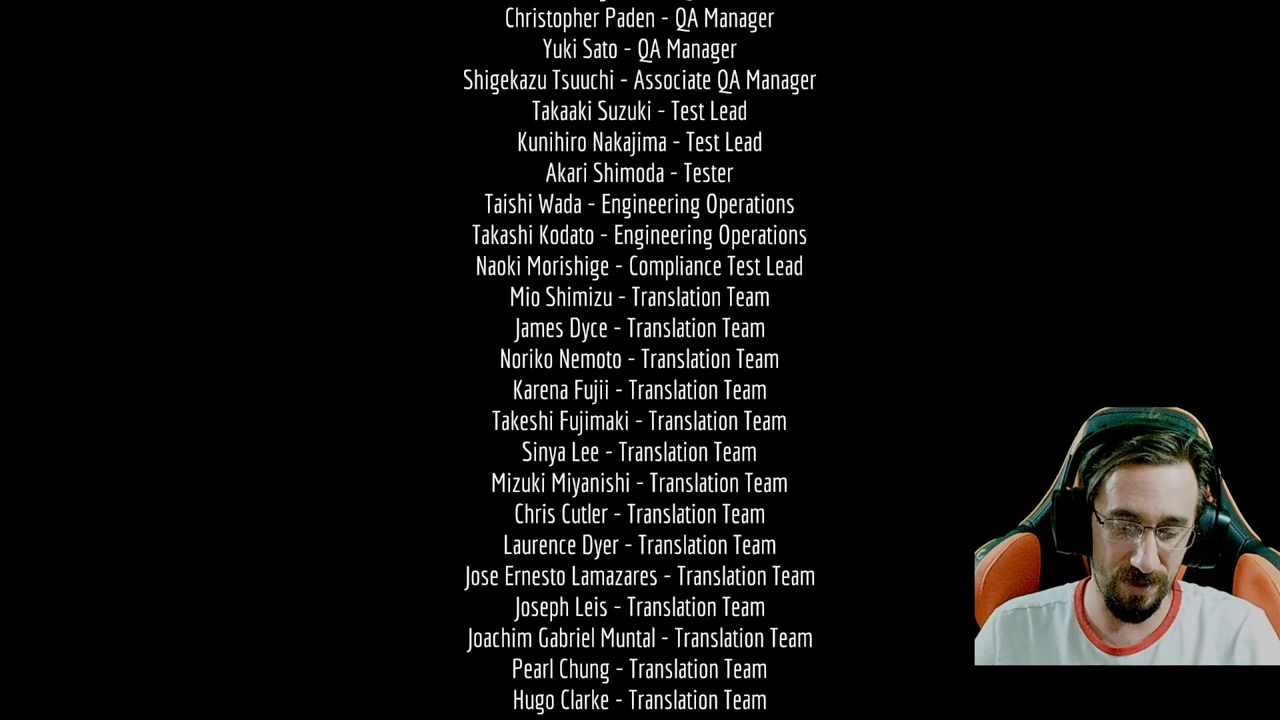 Christopher Paden - QA Manager
Yuki Sato - QA Manager
Shigekazu Tsuuchi - Associate QA Manager
Takaaki Suzuki - Test Lead
Kunihiro Nakajima - Test Lead
Akari Shimoda - Tester
Taishi Wada - Engineering Operations
Takashi Kodato - Engineering Operations
Naoki Morishige - Compliance Test Lead
Mio Shimizu - Translation Team
James Dyce - Translation Team
Noriko Nemoto - Translation Team
Karena Fujii - Translation Team
Takeshi Fujimaki - Translation Team
Sinya Lee - Translation Team
Mizuki Miyanishi - Translation Team
Chris Cutler - Translation Team
Laurence Dyer - Translation Team
Jose Ernesto Lamazares - Translation Team
Joseph Leis - Translation Team
Joachim Gabriel Muntal - Translation Team
Pearl Chung - Translation Team
Hugo Clarke - Translation Team